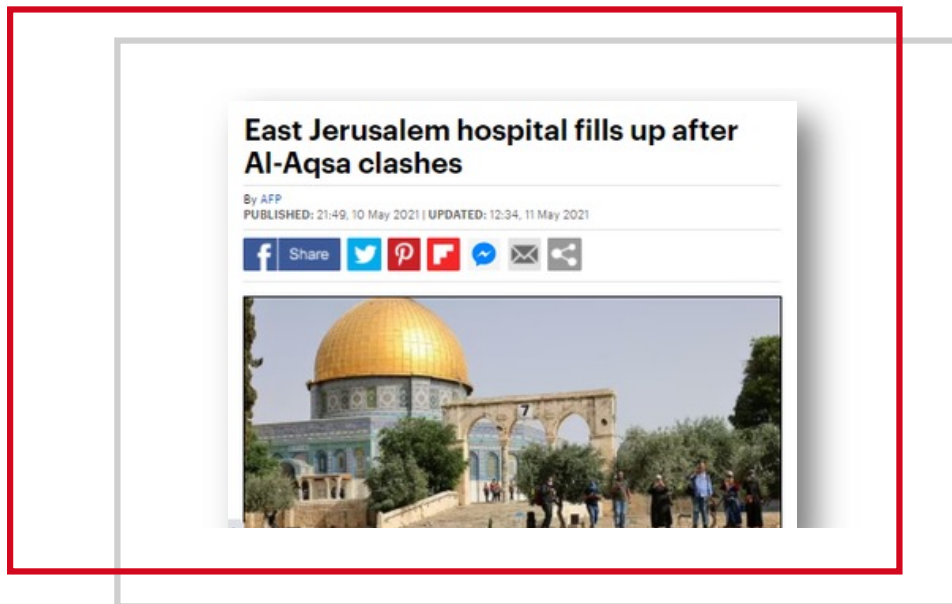 East Jerusalem hospital fills up after
Al-Aqsa clashes
By AFP
PUBLISHED: 21:49, 10 May 2021 | UPDATED: 12:34, 11 May 2021
f Share
7